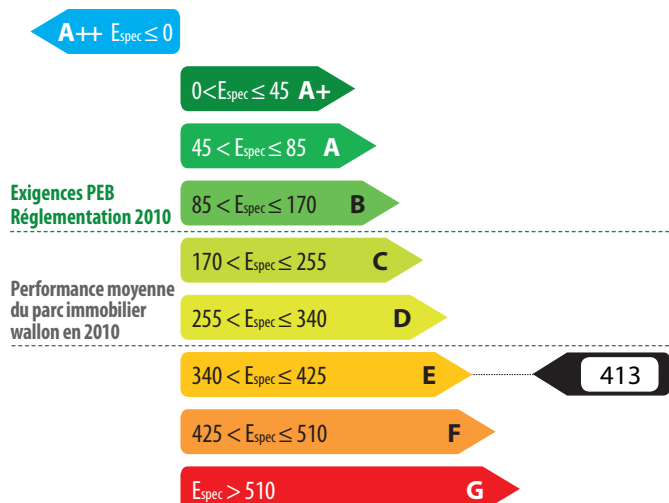 A++ Espec ≤ 0
0<Espec ≤ 45 A+
45 < Espec ≤ 85 A
Exigences PEB
Réglementation 2010
85 < Espec ≤ 170 B
170 < Espec ≤ 255 C
Performance moyenne
du parc immobilier
wallon en 2010
255 < Espec ≤ 340 D
340 < Espec ≤ 425 E
413
425 < Espec ≤ 510 F
Espec > 510 G